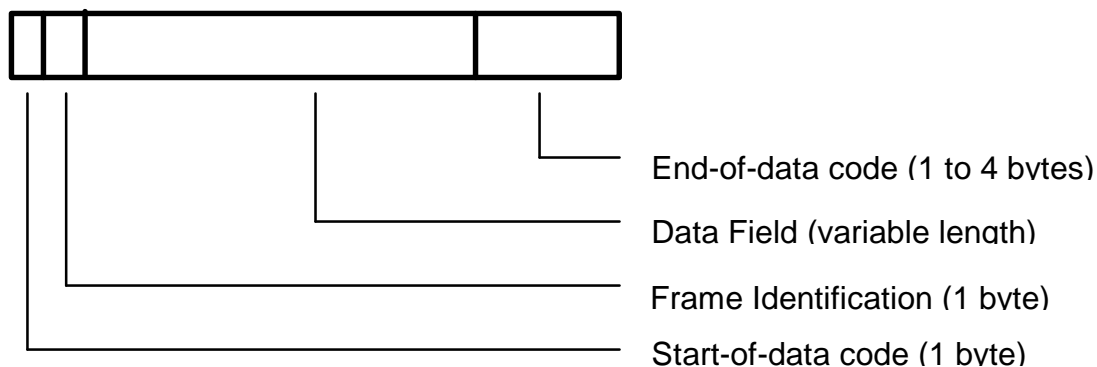 End-of-data code (1 to 4 bytes)
Data Field (variable length)
Frame Identification (1 byte)
Start-of-data code (1 byte)